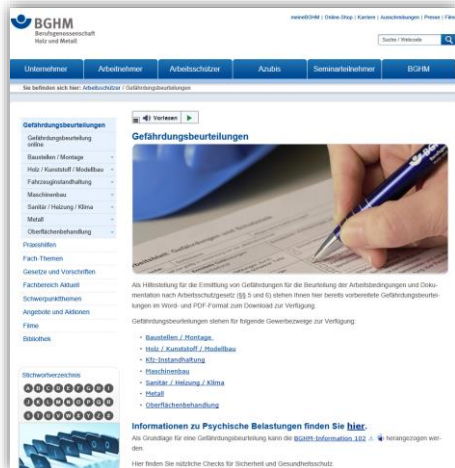 BGHM
Berufsgenossenschaft
Holz und Metall
meineBGHM | Online-Shop | Karriere | Ausschreibungen | Presse | Filme
Suche / Webcode
Unternehmer Arbeitnehmer Arbeitsschützer Azubis Seminarteilnehmer BGHM
Sie befinden sich hier: Arbeitsschützer / Gefährdungsbeurteilungen
Vorlesen
Gefährdungsbeurteilungen
Gefährdungsbeurteilung
online
Baustellen / Montage
Holz / Kunststoff / Modellbau
Fahrzeuginstandhaltung
Maschinenbau
Sanitär / Heizung / Klima
Metall
Oberflächenbehandlung
Praxishilfen
Fach-Themen
Gesetze und Vorschriften
Fachbereich Aktuell
Schwerpunktthemen
Angebote und Aktionen
Filme
Bibliothek
Stichwortverzeichnis
A B C D E F G H I
J K L M N O P Q R
S T U V W X Y Z
Gefährdungsbeurteilungen
BGHM
Als Hilfestellung für die Ermittlung von Gefährdungen für die Beurteilung der Arbeitsbedingungen und Doku-
mentation nach Arbeitsschutzgesetz (§§ 5 und 6) stehen Ihnen hier bereits vorbereitete Gefährdungsbeurtei-
lungen im Word- und PDF-Format zum Download zur Verfügung.
Gefährdungsbeurteilungen stehen für folgende Gewerbezweige zur Verfügung:
• Baustellen / Montage
• Holz / Kunststoff / Modellbau
• Kfz-Instandhaltung
• Maschinenbau
• Sanitär / Heizung / Klima
• Metall
• Oberflächenbehandlung
Informationen zu Psychische Belastungen finden Sie hier.
Als Grundlage für eine Gefährdungsbeurteilung kann die BGHM-Information 102 herangezogen wer-
den.
Hier finden Sie nützliche Checks für Sicherheit und Gesundheitsschutz.